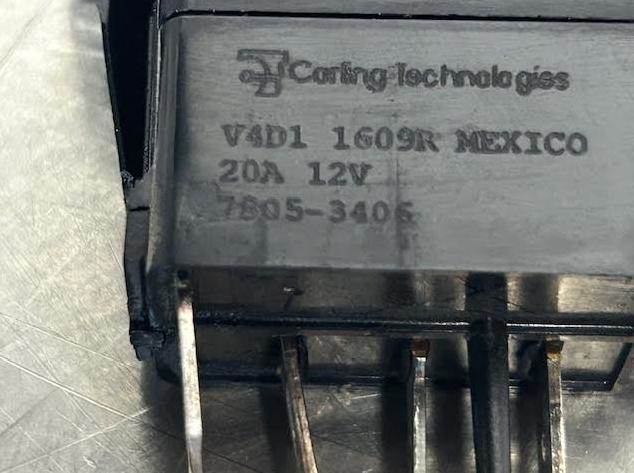 Carling Technologies
V4D1 1609R MEXICO
20A 12V
7805-3406